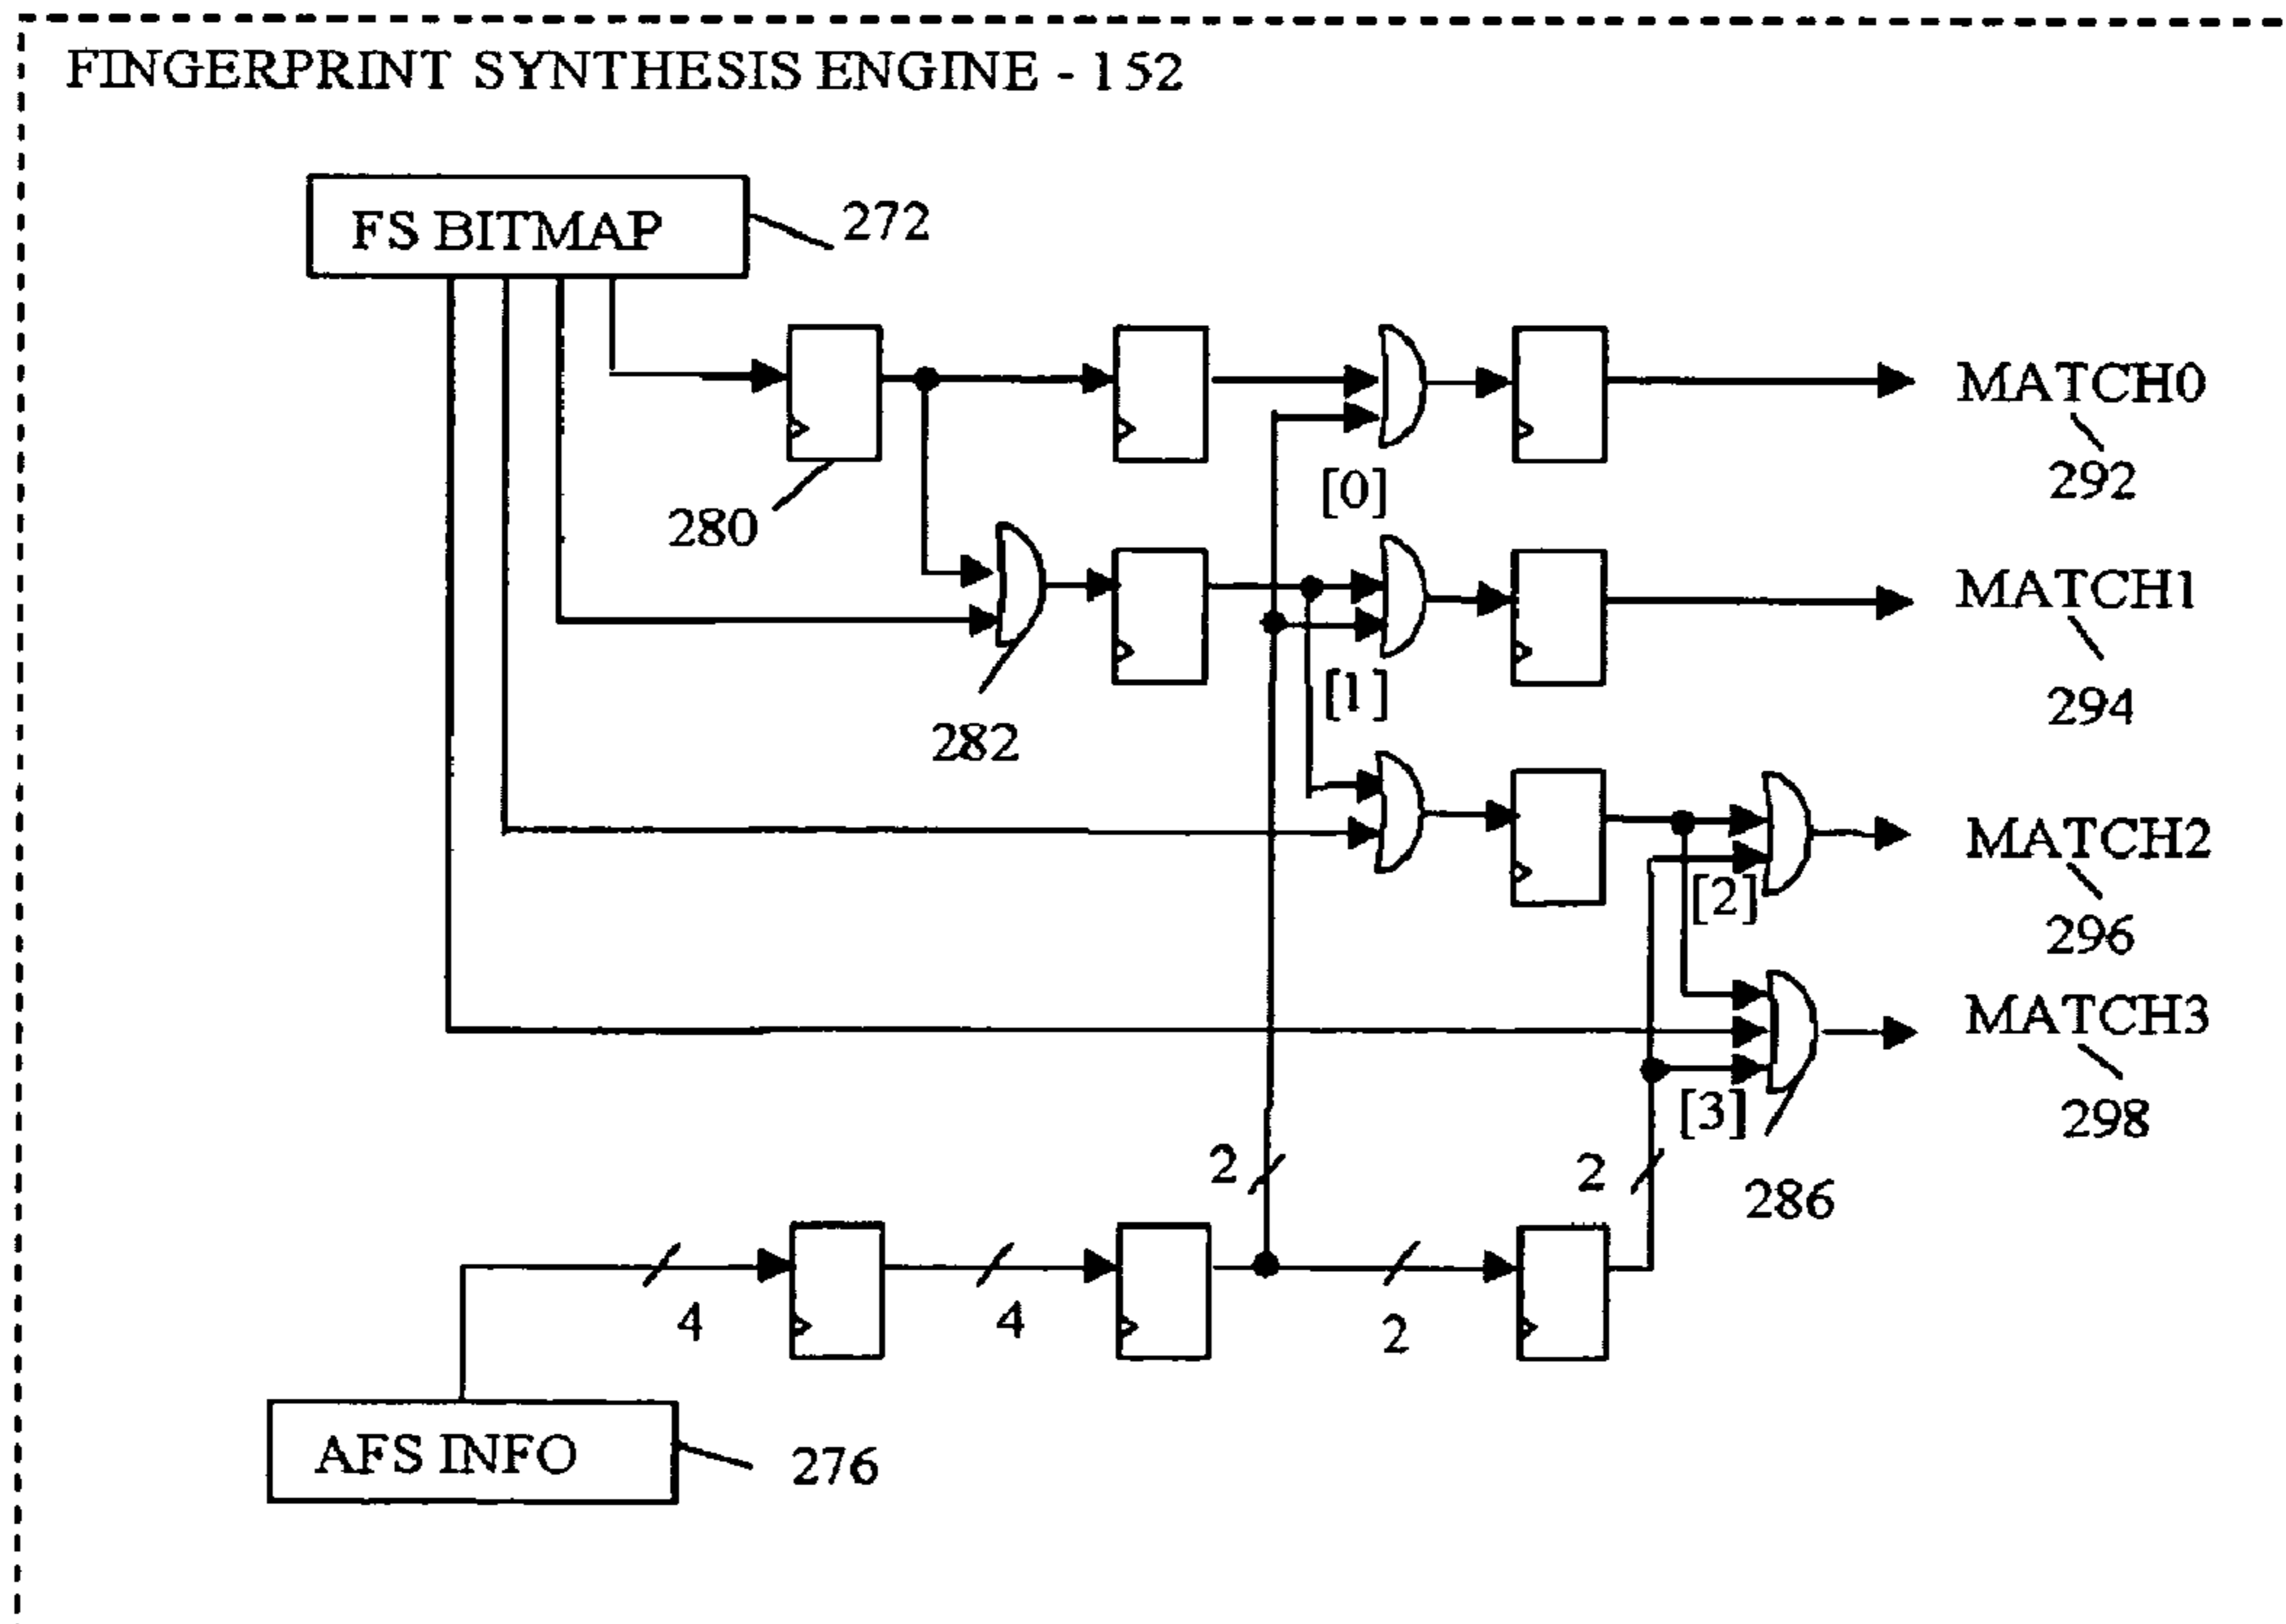 FINGERPRINT SYNTHESIS ENGINE - 152
FS BITMAP
272
280
MATCH0
292
[0]
282
MATCH1
294
[1]
MATCH2
296
[2]
MATCH3
298
[3]
286
2
2
4
4
2
AFS INFO
276